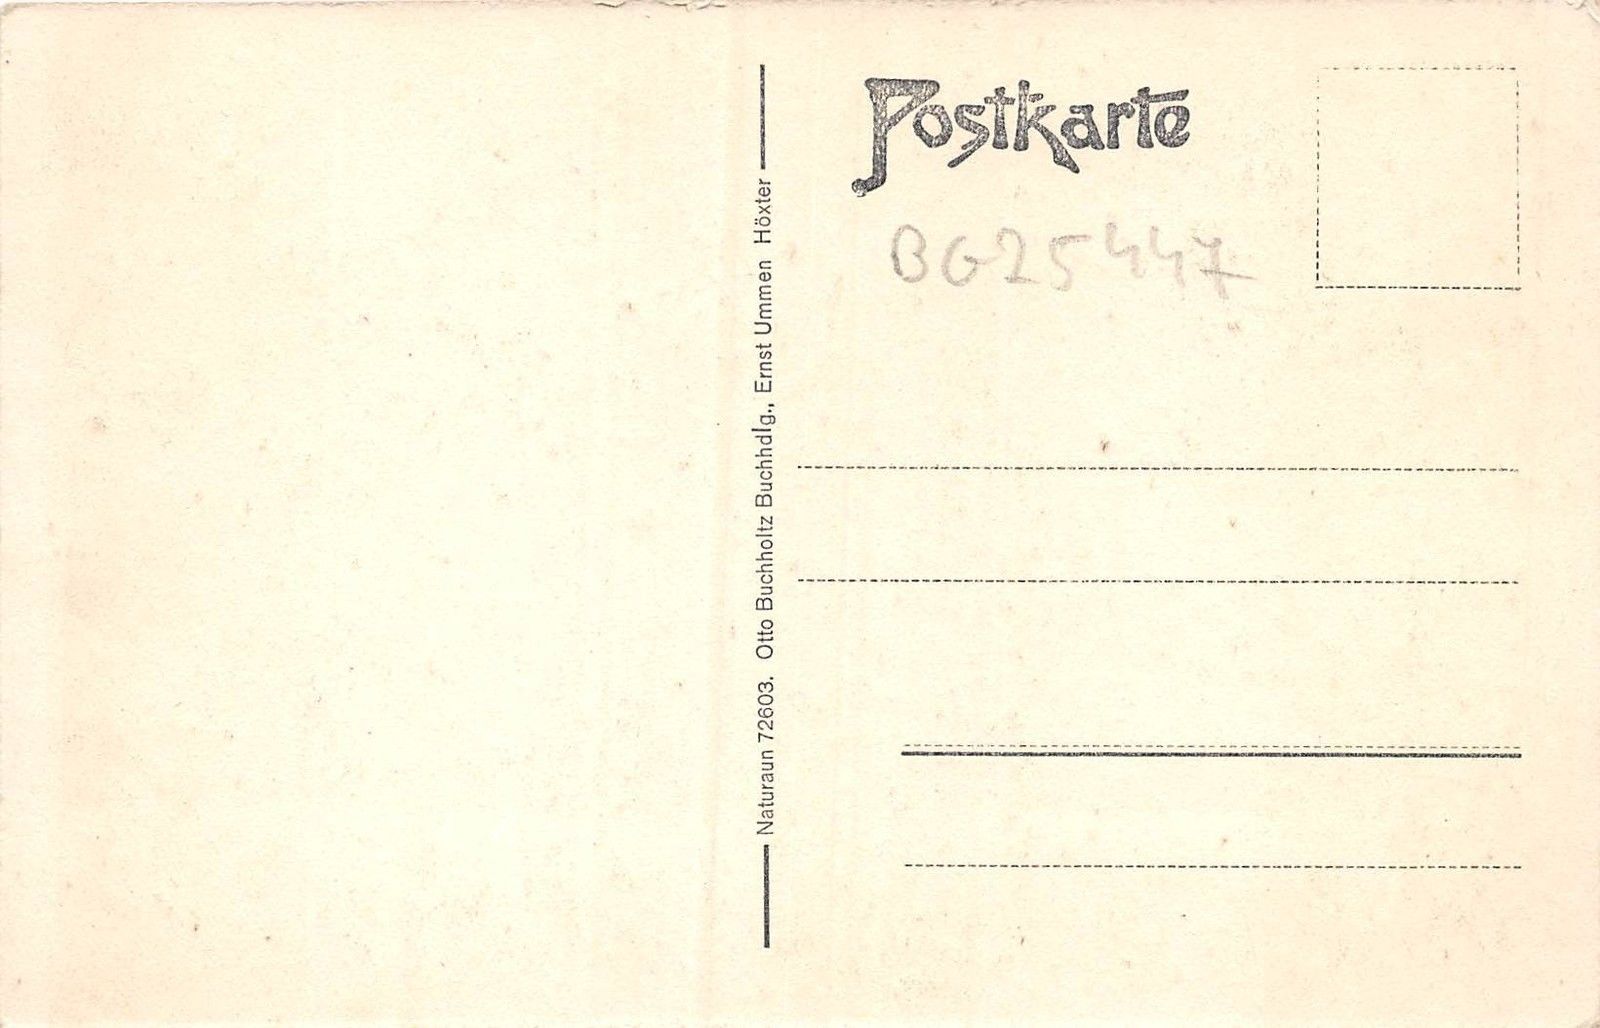 Postkarte
BG25447
Naturaun 72603. Otto Buchholtz Buchhdlg., Ernst Ummen Höxter